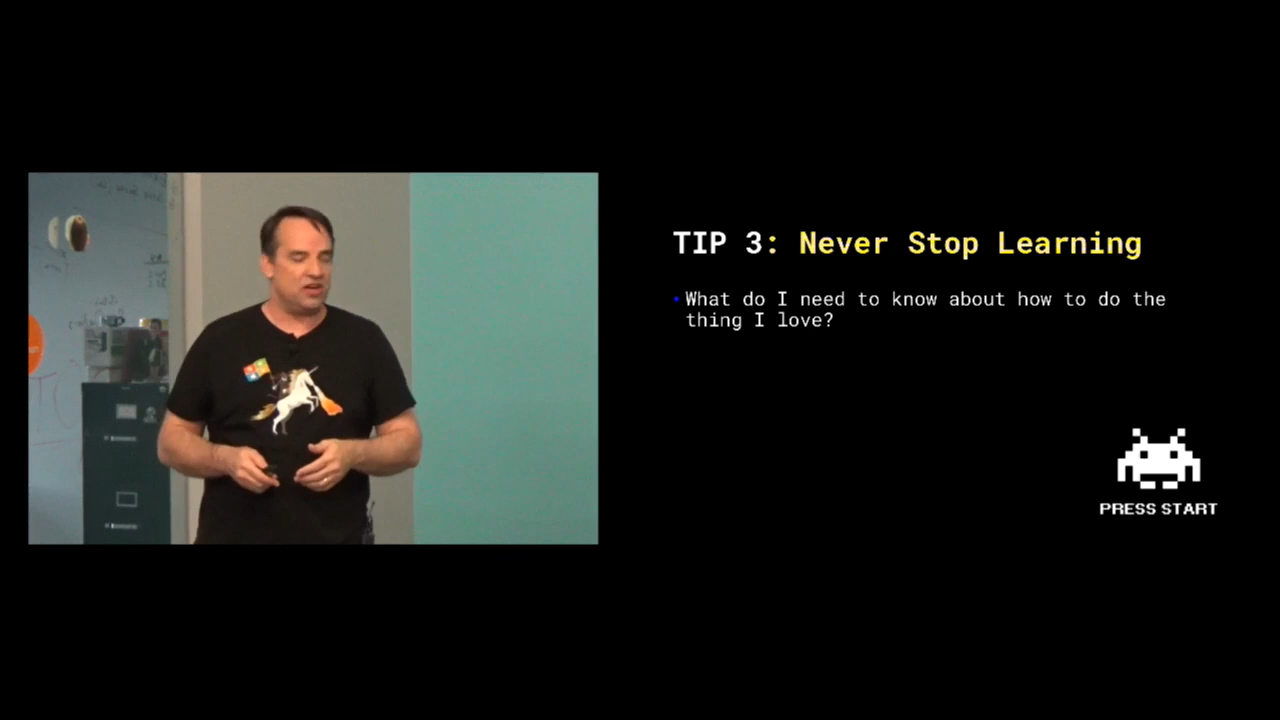 TIP 3: Never Stop Learning
• What do I need to know about how to do the
thing I love?
PRESS START